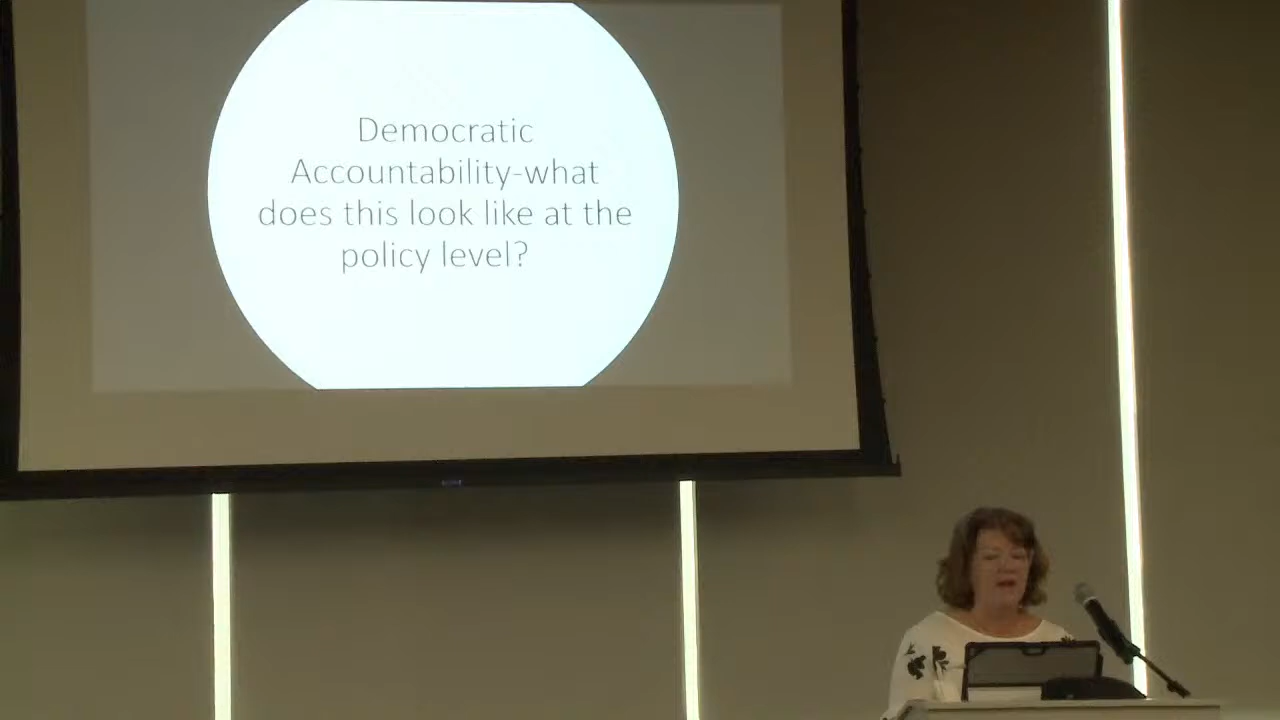 Democratic
Accountability-what
does this look like at the
policy level?